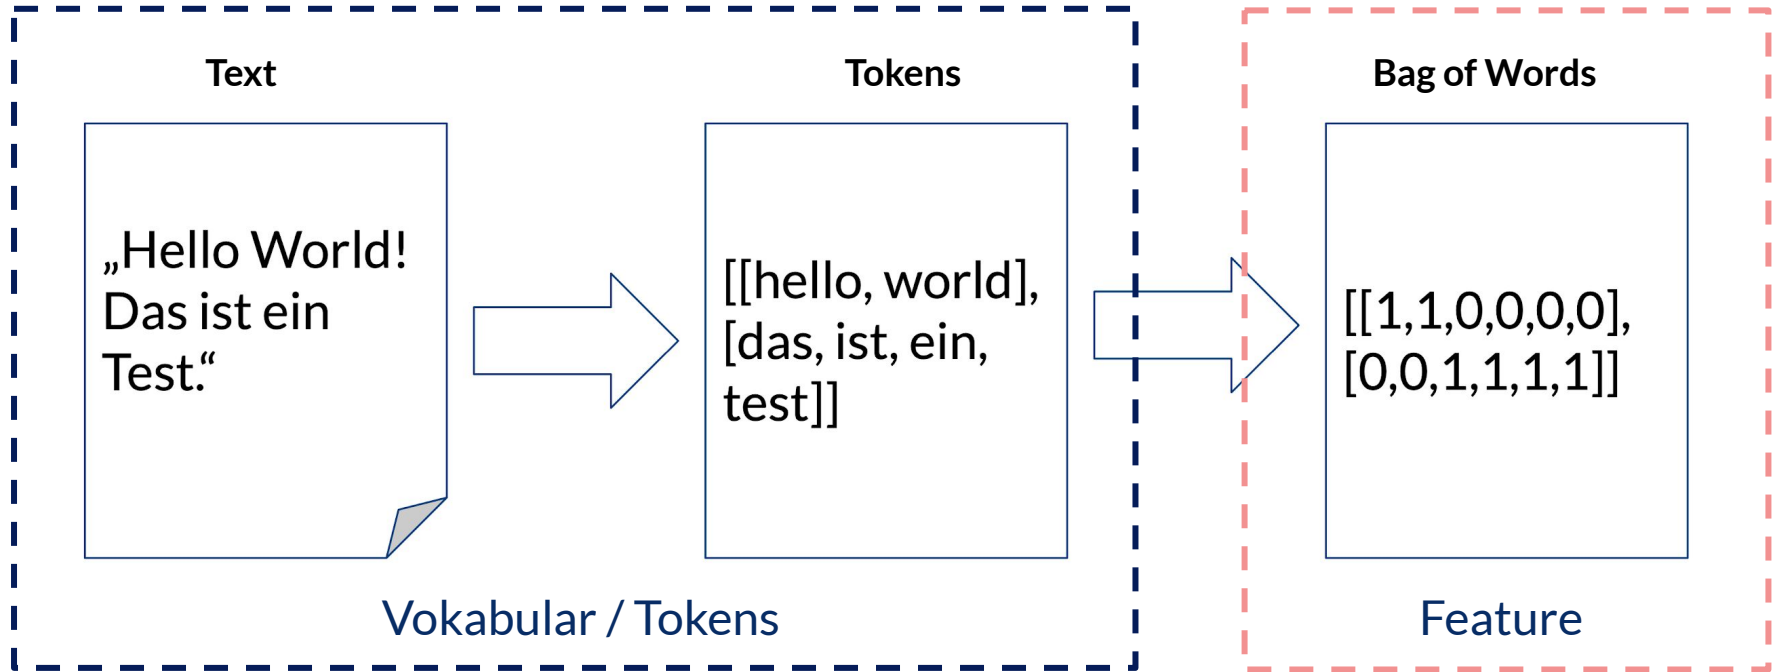 Text
„Hello World!
Das ist ein
Test.“
Tokens
[[hello, world],
[das, ist, ein,
test]]
Vokabular / Tokens
Bag of Words
[[1,1,0,0,0,0],
[0,0,1,1,1,1]]
Feature